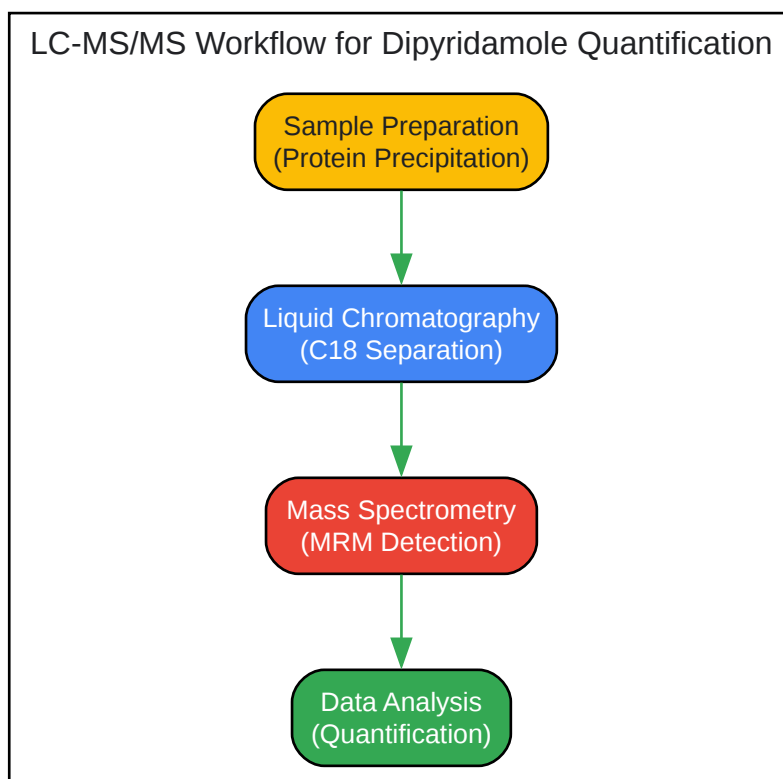 LC-MS/MS Workflow for Dipyridamole Quantification
Sample Preparation
(Protein Precipitation)
Liquid Chromatography
(C18 Separation)
Mass Spectrometry
(MRM Detection)
Data Analysis
(Quantification)